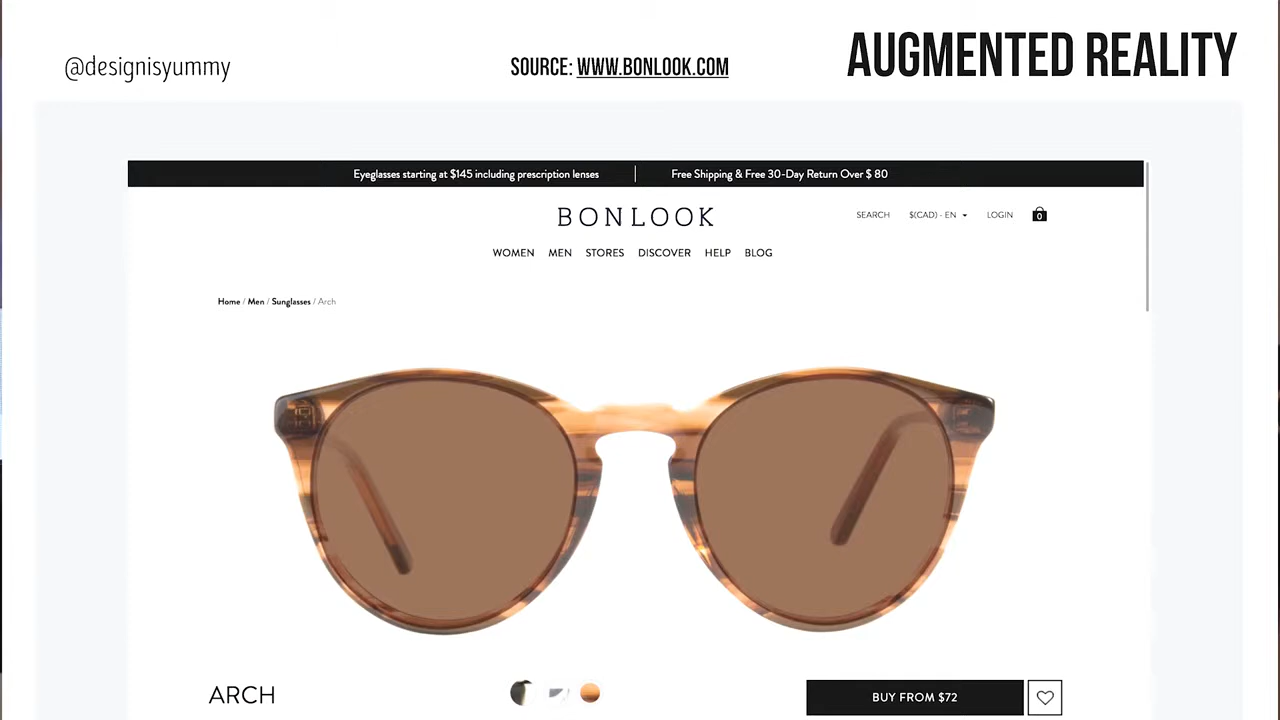 @designisyummy
SOURCE: WWW.BONLOOK.COM
AUGMENTED REALITY
Eyeglasses starting at $145 including prescription lenses
Free Shipping & Free 30-Day Return Over $ 80
BONLOOK
SEARCH $(CAD) - EN LOGIN 0
WOMEN MEN STORES DISCOVER HELP BLOG
Home / Men / Sunglasses / Arch
ARCH
BUY FROM $72